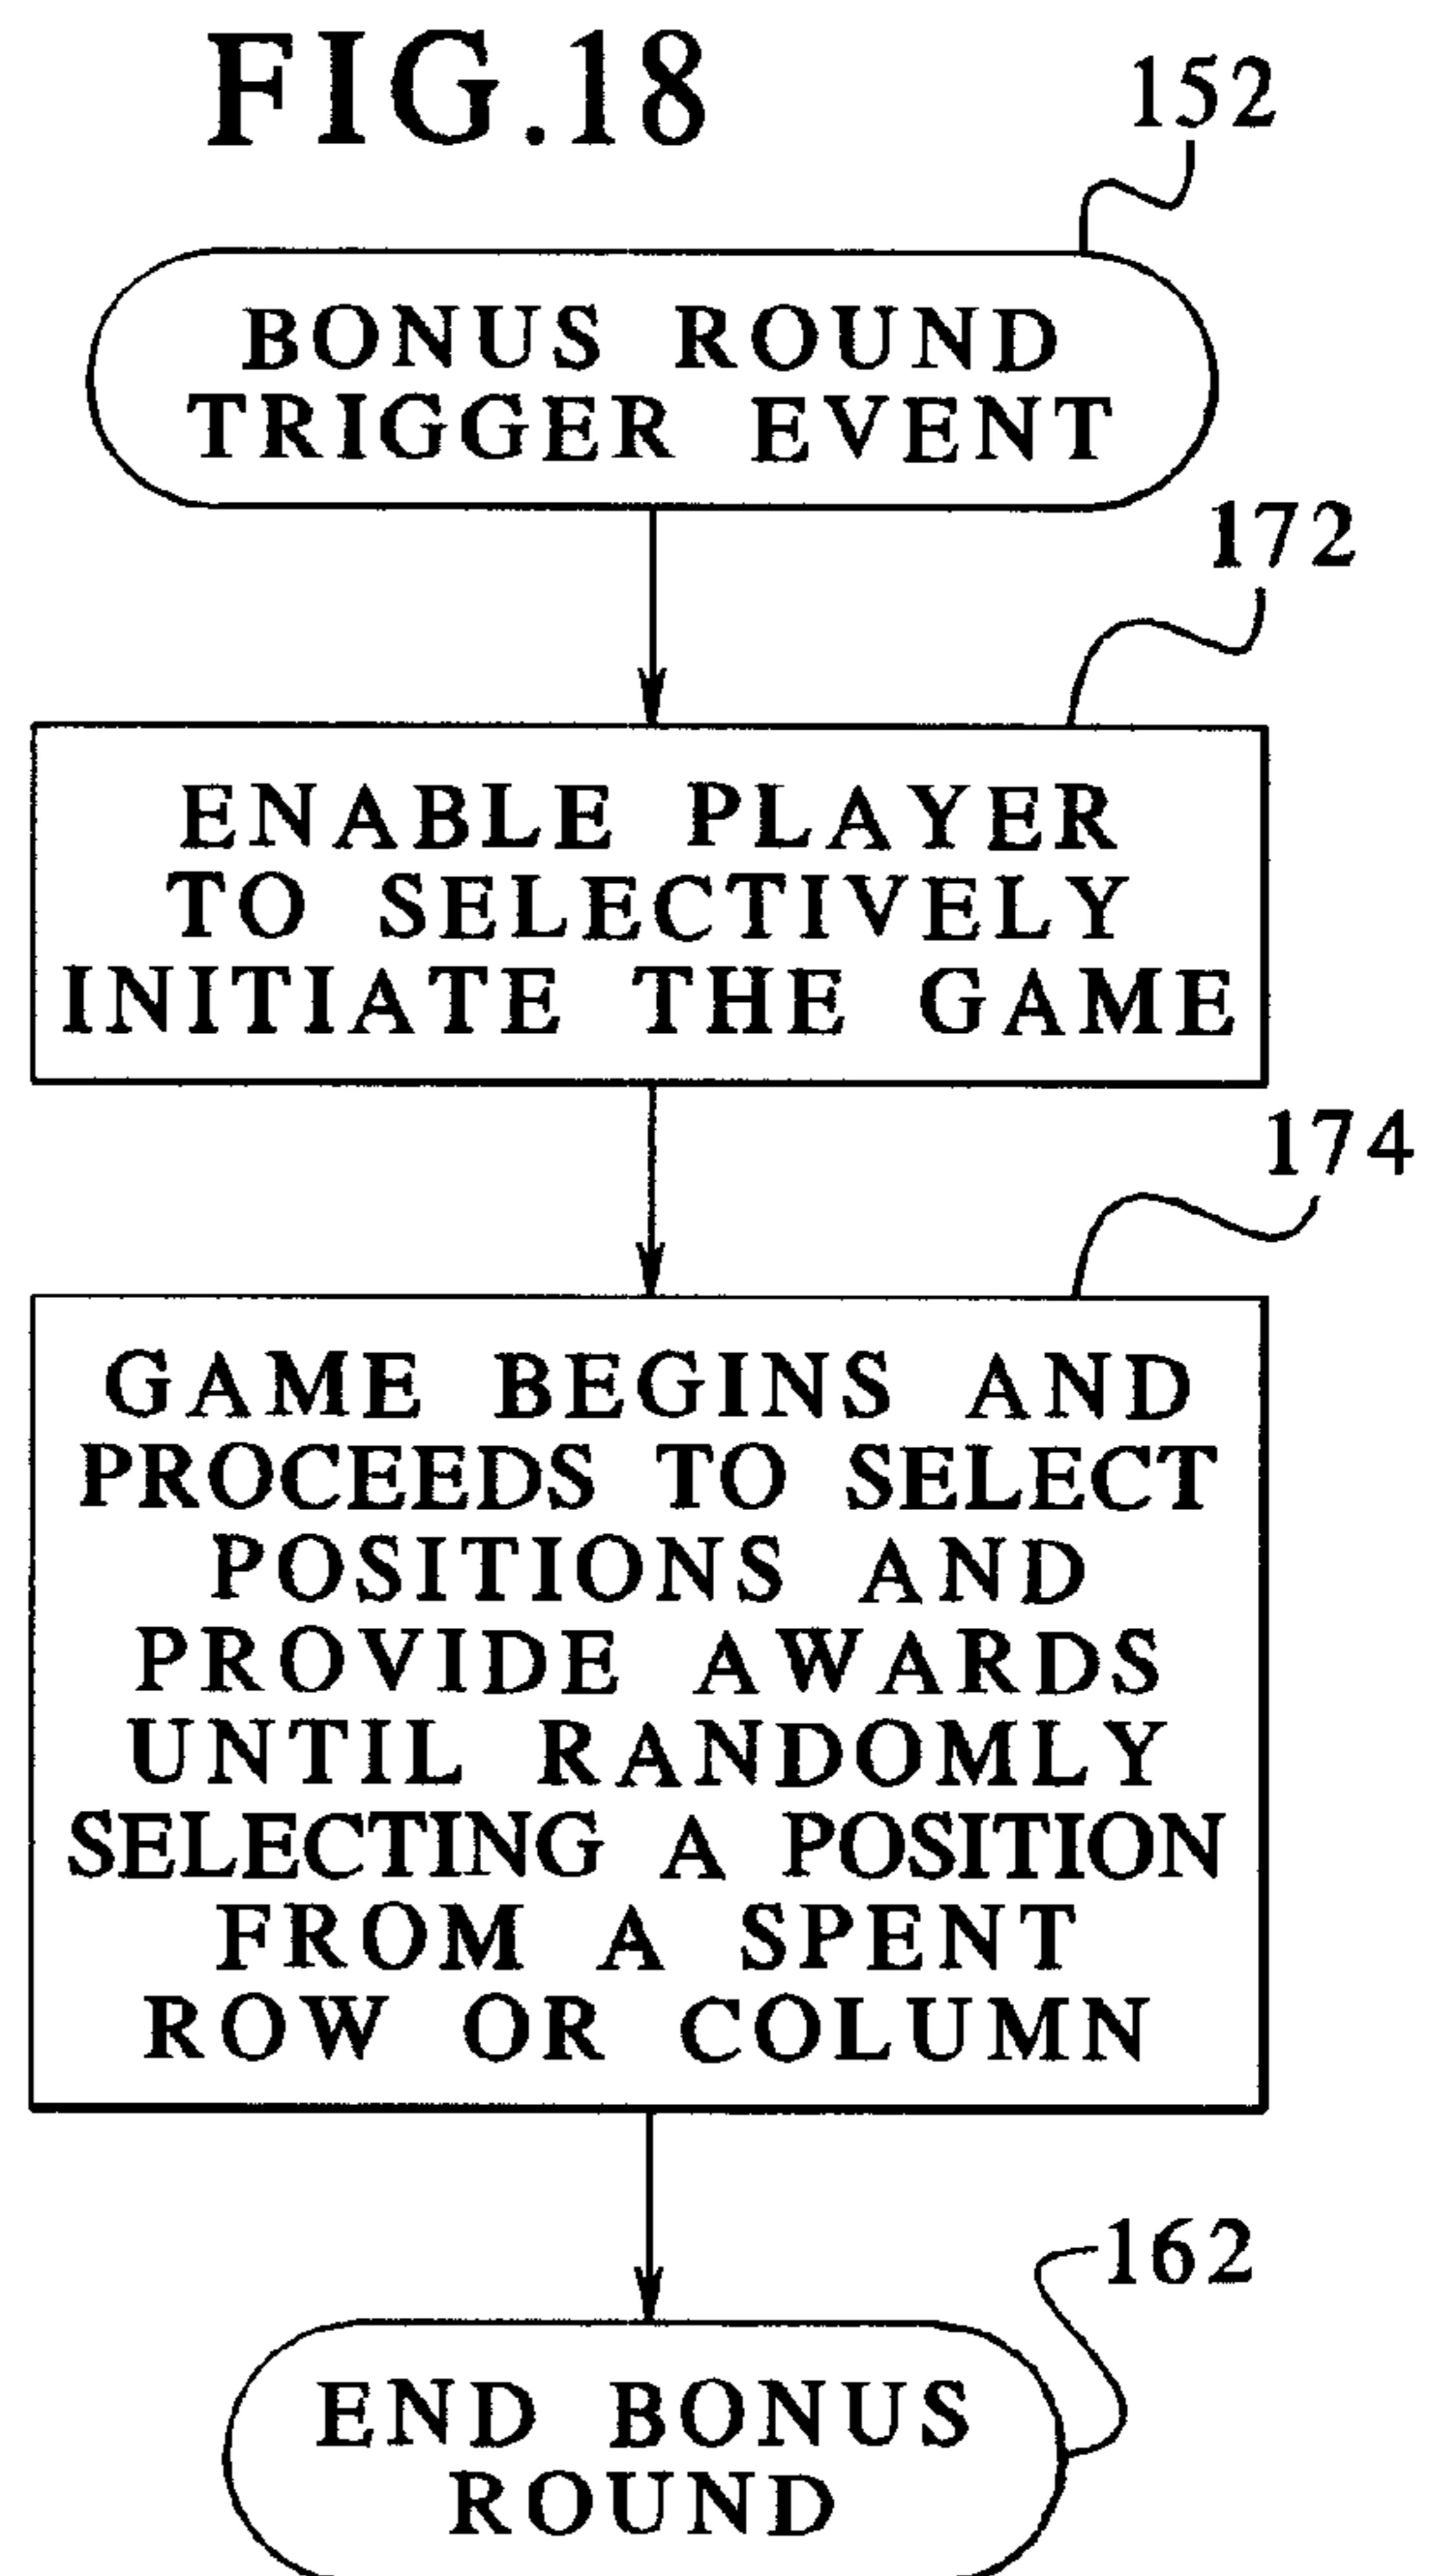 FIG.18
152
BONUS ROUND
TRIGGER EVENT
172
ENABLE PLAYER
TO SELECTIVELY
INITIATE THE GAME
174
GAME BEGINS AND
PROCEEDS TO SELECT
POSITIONS AND
PROVIDE AWARDS
UNTIL RANDOMLY
SELECTING A POSITION
FROM A SPENT
ROW OR COLUMN
162
END BONUS
ROUND